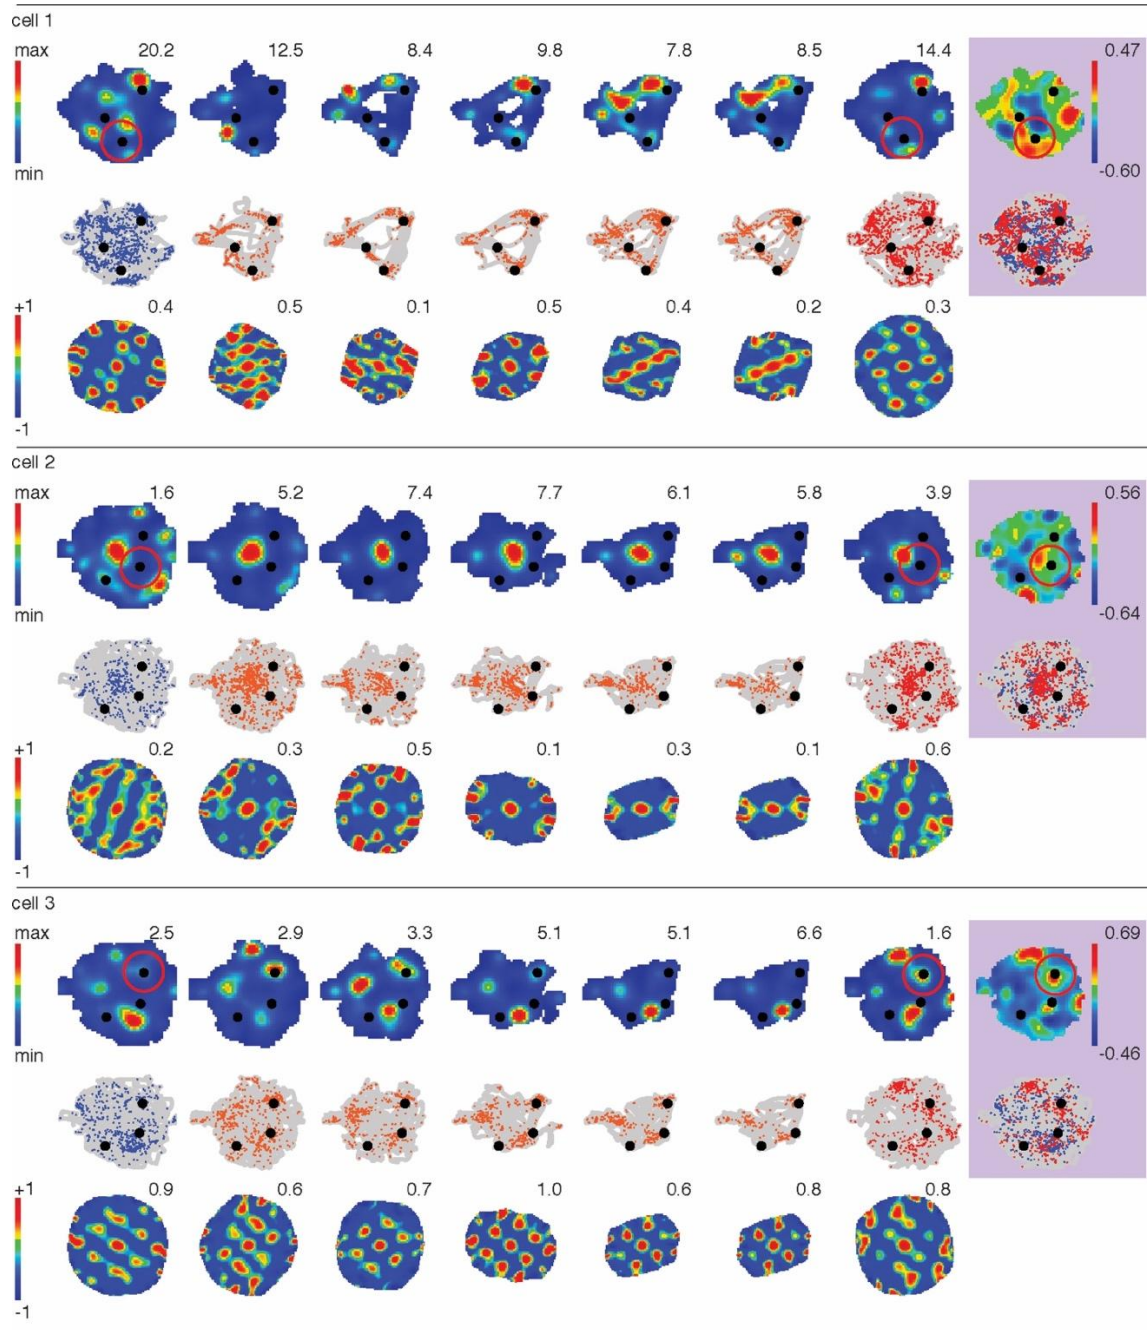 cell 1
max 20.2 12.5 8.4 9.8 7.8 8.5 14.4 0.47
min -0.60
+1 0.4 0.5 0.1 0.5 0.4 0.2 0.3
-1
cell 2
max 1.6 5.2 7.4 7.7 6.1 5.8 3.9 0.56
min -0.64
+1 0.2 0.3 0.5 0.1 0.3 0.1 0.6
-1
cell 3
max 2.5 2.9 3.3 5.1 5.1 6.6 1.6 0.69
min -0.46
+1 0.9 0.6 0.7 1.0 0.6 0.8 0.8
-1